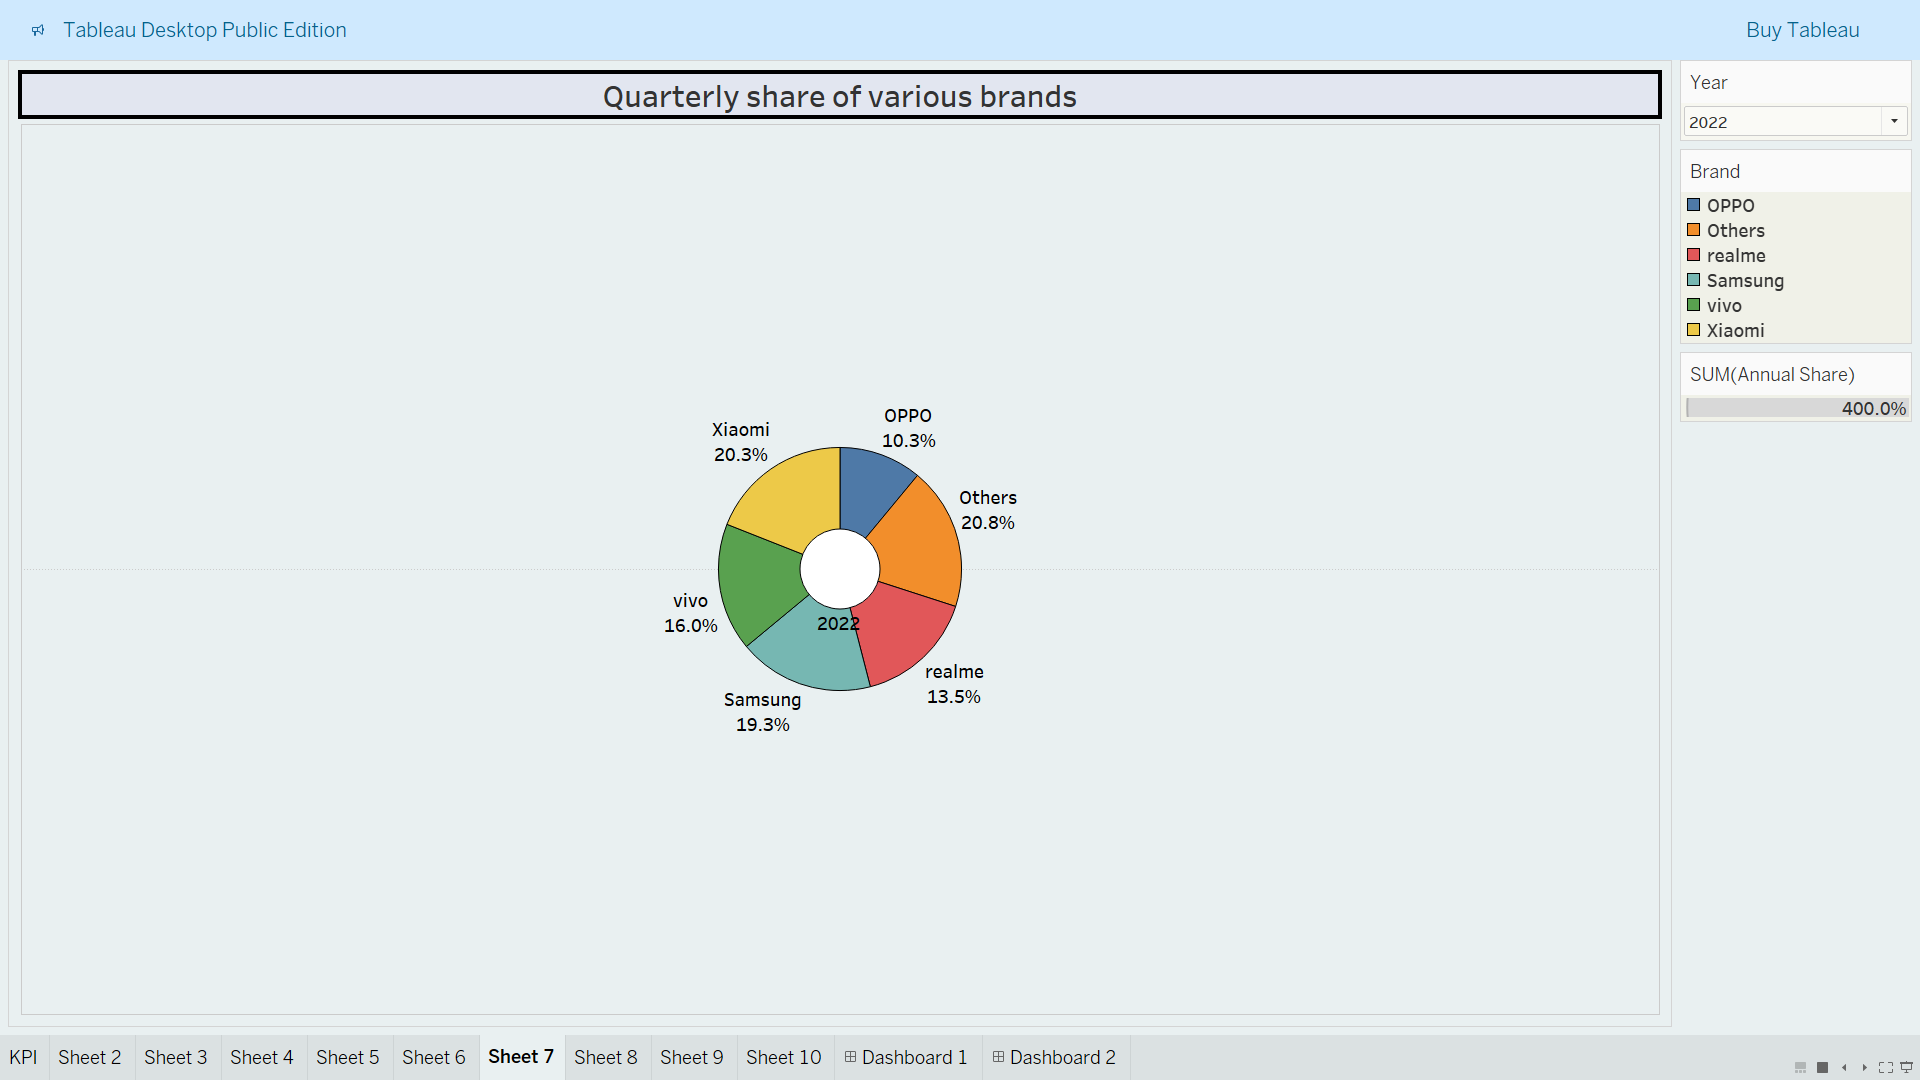 Tableau Desktop Public Edition
Buy Tableau
Quarterly share of various brands
Year
2022
Brand
OPPO
Others
realme
Samsung
vivo
Xiaomi
SUM(Annual Share)
400.0%
OPPO
10.3%
Xiaomi
20.3%
Others
20.8%
vivo
16.0%
2022
realme
13.5%
Samsung
19.3%
KPI
Sheet 2
Sheet 3
Sheet 4
Sheet 5
Sheet 6
Sheet 7
Sheet 8
Sheet 9
Sheet 10
Dashboard 1
Dashboard 2